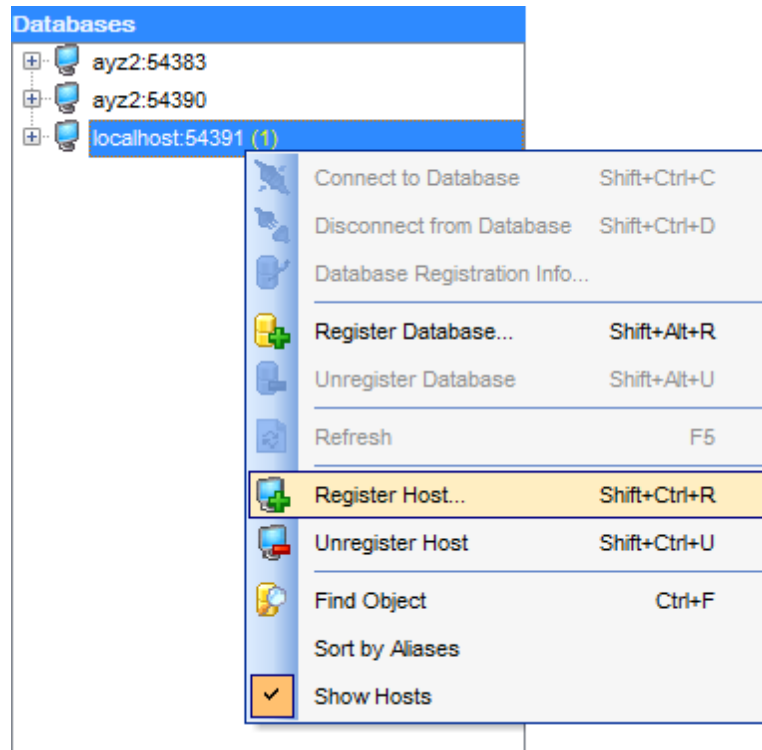 Databases
ayz2:54383
ayz2:54390
localhost:54391 (1)
Connect to Database Shift+Ctrl+C
Disconnect from Database Shift+Ctrl+D
Database Registration Info...
Register Database... Shift+Alt+R
Unregister Database Shift+Alt+U
Refresh F5
Register Host... Shift+Ctrl+R
Unregister Host Shift+Ctrl+U
Find Object Ctrl+F
Sort by Aliases
Show Hosts